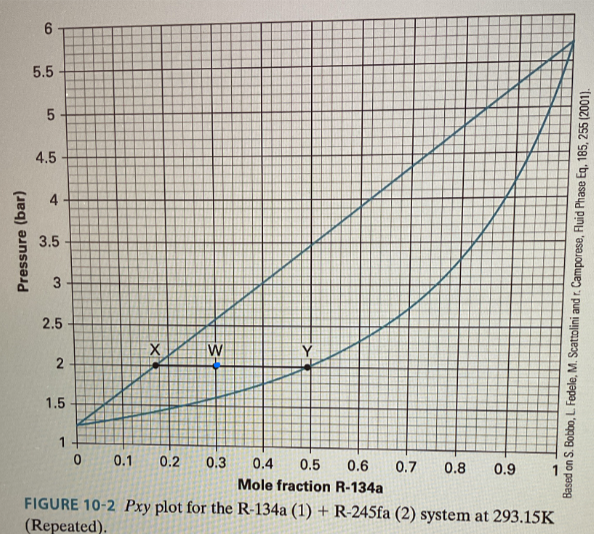 6
5.5
5
4.5
4
3.5
3
2.5
2
1.5
1
Pressure (bar)
X
W
Y
0 0.1 0.2 0.3 0.4 0.5 0.6 0.7 0.8 0.9 1
Mole fraction R-134a
Based on S. Bobbo, L. Fedele, M. Scattolini and r. Camporese, Fluid Phase Eq, 185, 255 (2001).
FIGURE 10-2 Pxy plot for the R-134a (1) + R-245fa (2) system at 293.15K
(Repeated).